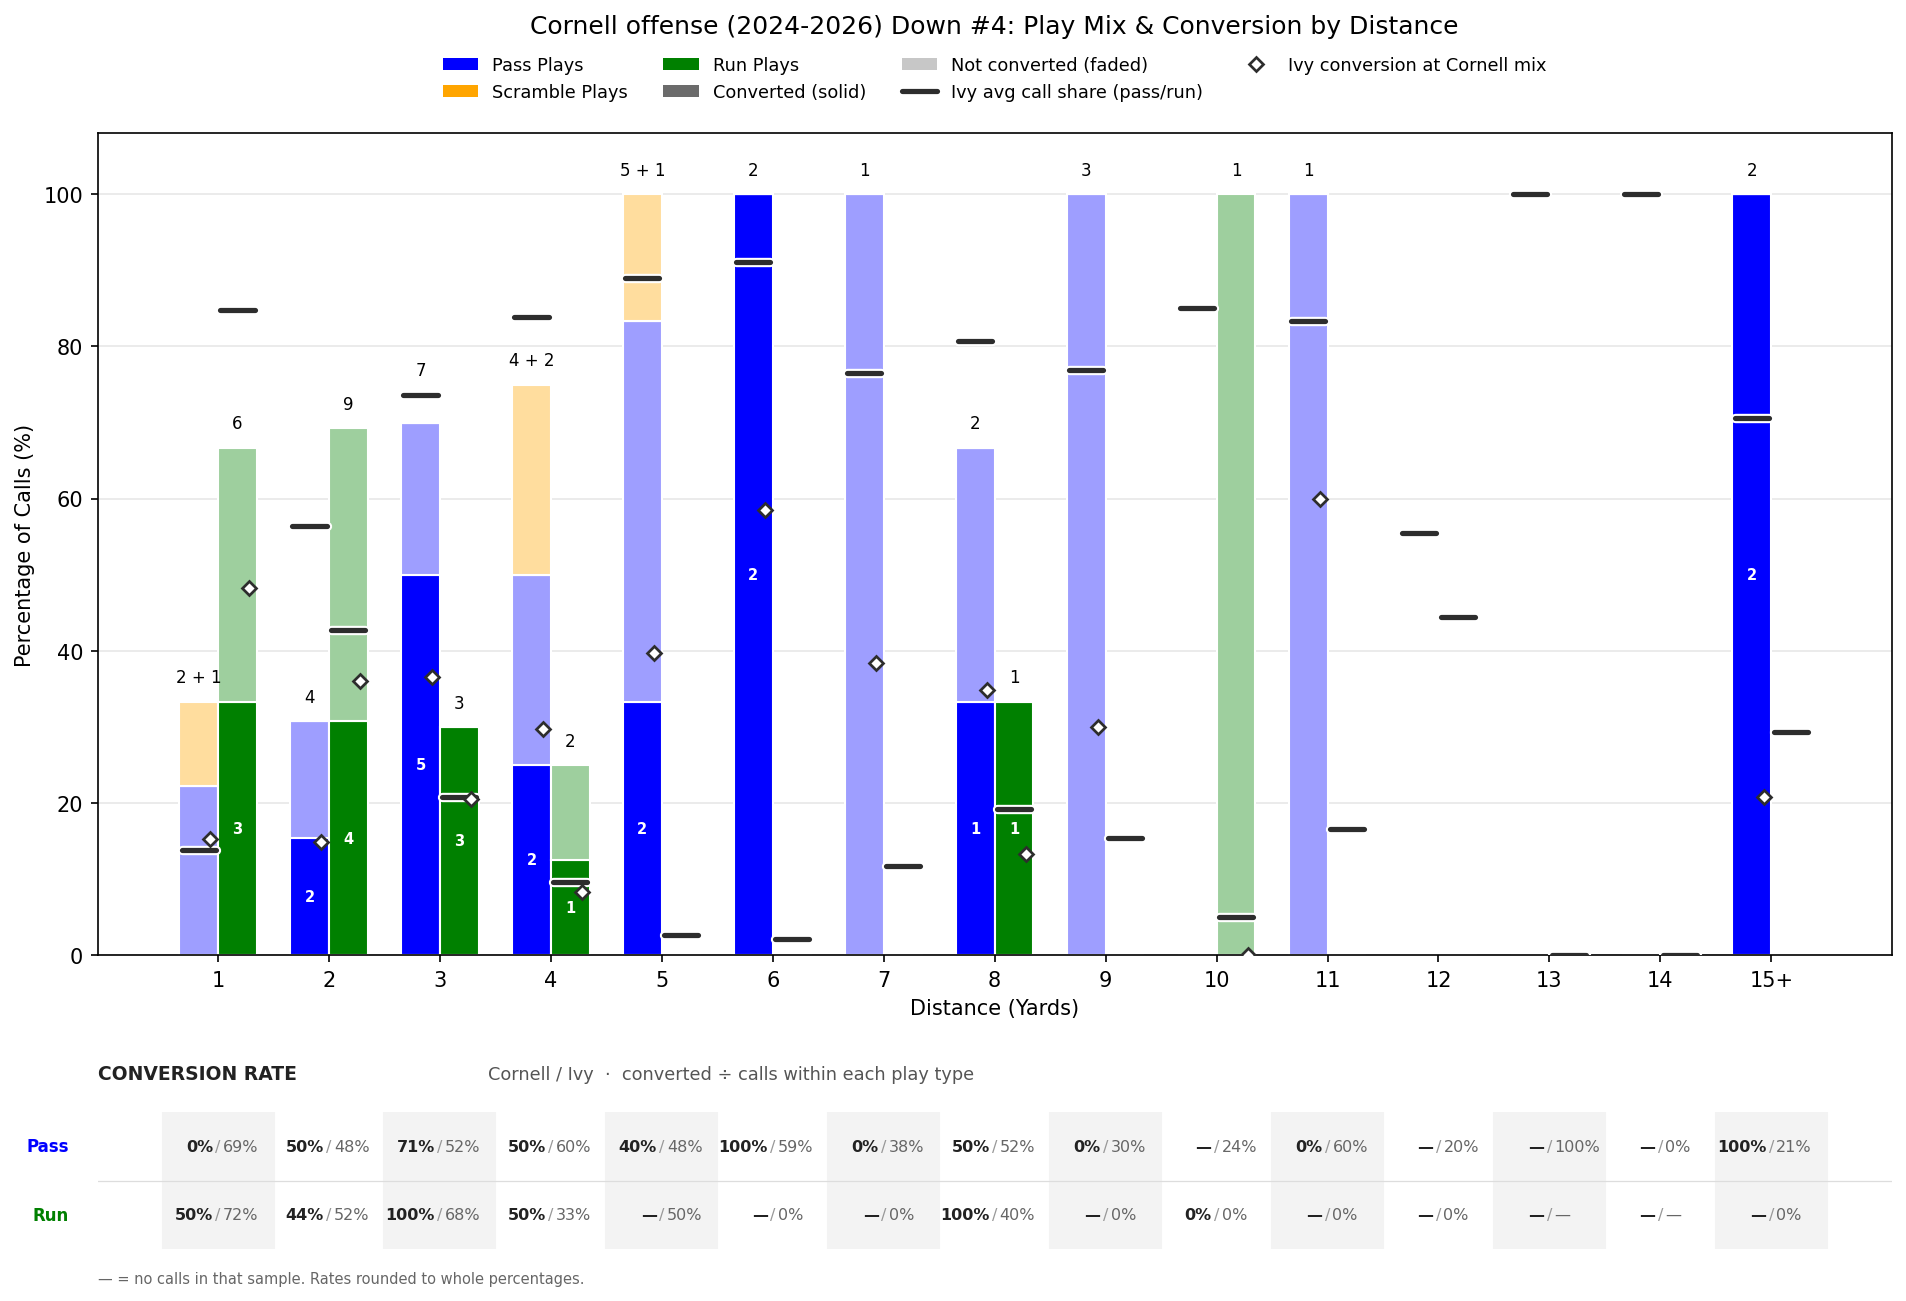 Cornell offense (2024-2026) Down #4: Play Mix & Conversion by Distance
Pass Plays
Run Plays
Not converted (faded)
Ivy conversion at Cornell mix
Scramble Plays
Converted (solid)
Ivy avg call share (pass/run)
Percentage of Calls (%)
100
80
60
40
20
0
5 + 1
2
1
3
1
1
2
7
4 + 2
9
6
2
2 + 1
4
3
2
1
2
2
5
3
4
2
3
2
1
2
1
1
1 2 3 4 5 6 7 8 9 10 11 12 13 14 15+
Distance (Yards)
CONVERSION RATE
Cornell / Ivy · converted ÷ calls within each play type
Pass 0% / 69% 50% / 48% 71% / 52% 50% / 60% 40% / 48% 100% / 59% 0% / 38% 50% / 52% 0% / 30% — / 24% 0% / 60% — / 20% — / 100% — / 0% 100% / 21%
Run 50% / 72% 44% / 52% 100% / 68% 50% / 33% — / 50% — / 0% — / 0% 100% / 40% — / 0% 0% / 0% — / 0% — / 0% — / — — / — — / 0%
— = no calls in that sample. Rates rounded to whole percentages.